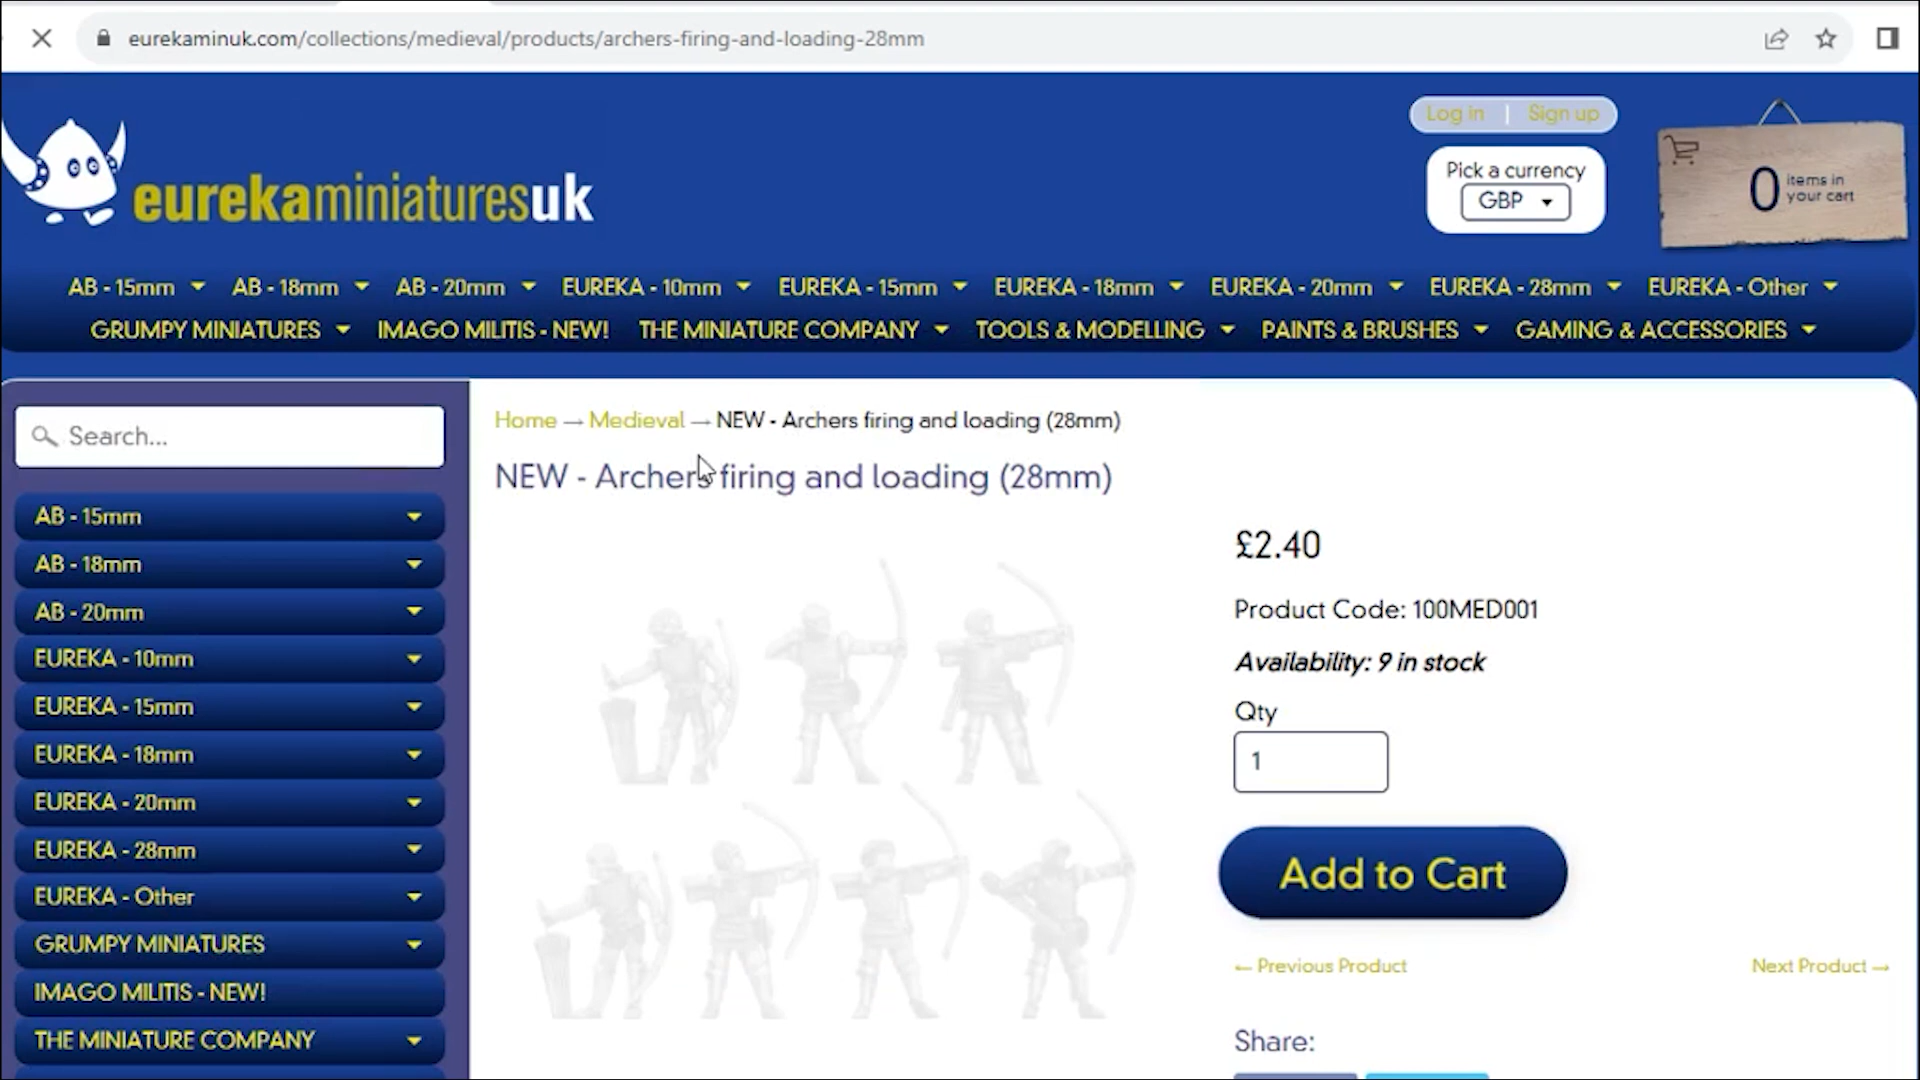 eurekaminuk.com/collections/medieval/products/archers-firing-and-loading-28mm
Log in | Sign up
Pick a currency
GBP
0 items in your cart
eurekaminiaturesuk
AB - 15mm AB - 18mm AB - 20mm EUREKA - 10mm EUREKA - 15mm EUREKA - 18mm EUREKA - 20mm EUREKA - 28mm EUREKA - Other
GRUMPY MINIATURES IMAGO MILITIS - NEW! THE MINIATURE COMPANY TOOLS & MODELLING PAINTS & BRUSHES GAMING & ACCESSORIES
Search...
AB - 15mm
AB - 18mm
AB - 20mm
EUREKA - 10mm
EUREKA - 15mm
EUREKA - 18mm
EUREKA - 20mm
EUREKA - 28mm
EUREKA - Other
GRUMPY MINIATURES
IMAGO MILITIS - NEW!
THE MINIATURE COMPANY
Home → Medieval → NEW - Archers firing and loading (28mm)
NEW - Archers firing and loading (28mm)
£2.40
Product Code: 100MED001
Availability: 9 in stock
Qty
1
Add to Cart
← Previous Product
Next Product →
Share: